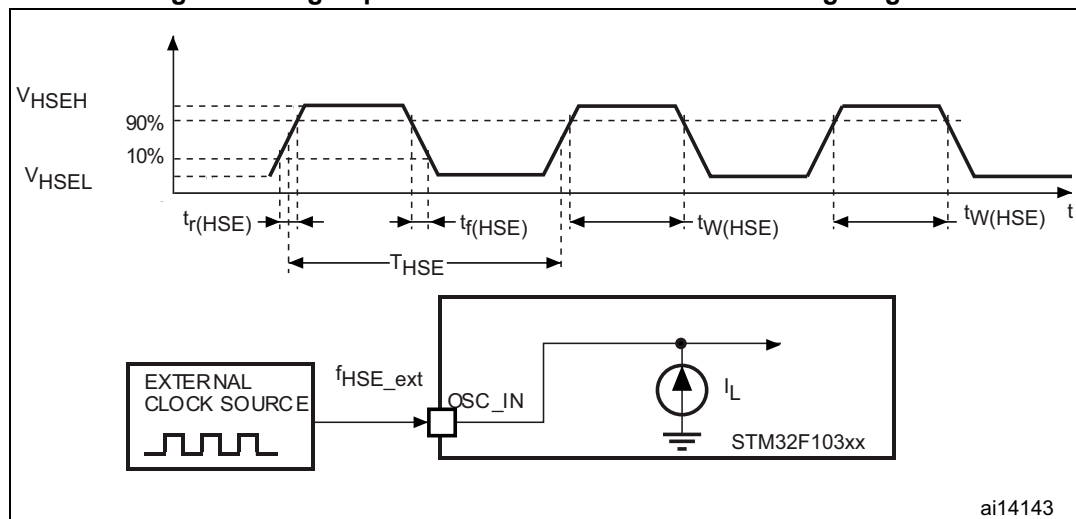 VHSEH
90%
10%
VHSEL
tr(HSE)
tf(HSE)
tW(HSE)
tW(HSE)
t
THSE
EXTERNAL
CLOCK SOURCE
fHSE_ext
OSC_IN
IL
STM32F103xx
ai14143